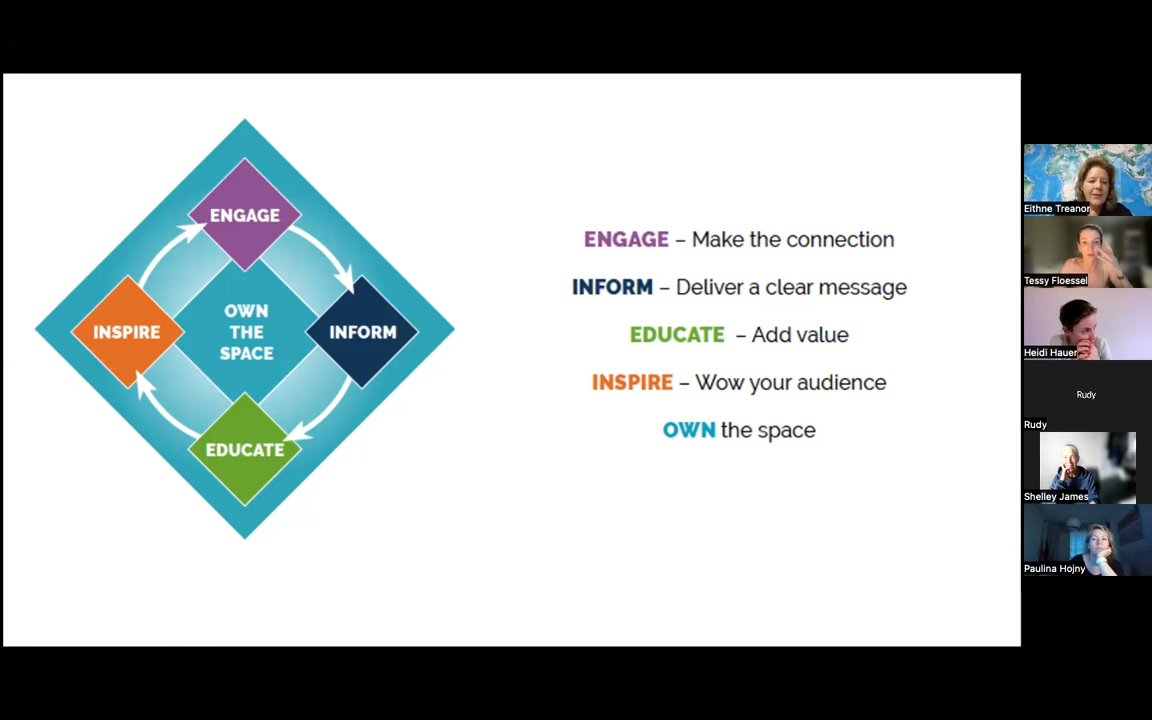 ENGAGE
INSPIRE
OWN
THE
SPACE
INFORM
EDUCATE
ENGAGE – Make the connection
INFORM – Deliver a clear message
EDUCATE – Add value
INSPIRE – Wow your audience
OWN the space
Eithne Treanor
Tessy Floessel
Heidi Hauer
Rudy
Rudy
Shelley James
Paulina Hojny